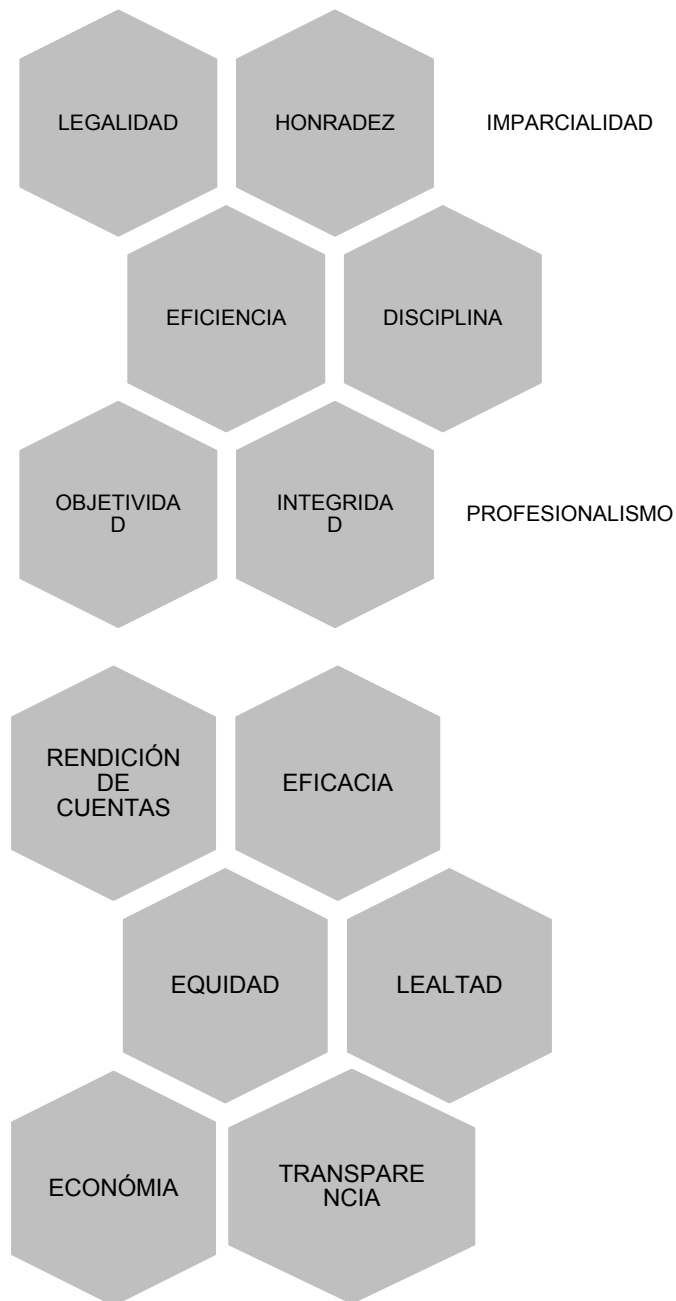 LEGALIDAD
HONRADEZ
IMPARCIALIDAD
EFICIENCIA
DISCIPLINA
OBJETIVIDA
D
INTEGRIDA
D
PROFESIONALISMO
RENDICIÓN
DE
CUENTAS
EFICACIA
EQUIDAD
LEALTAD
ECONÓMIA
TRANSPARE
NCIA